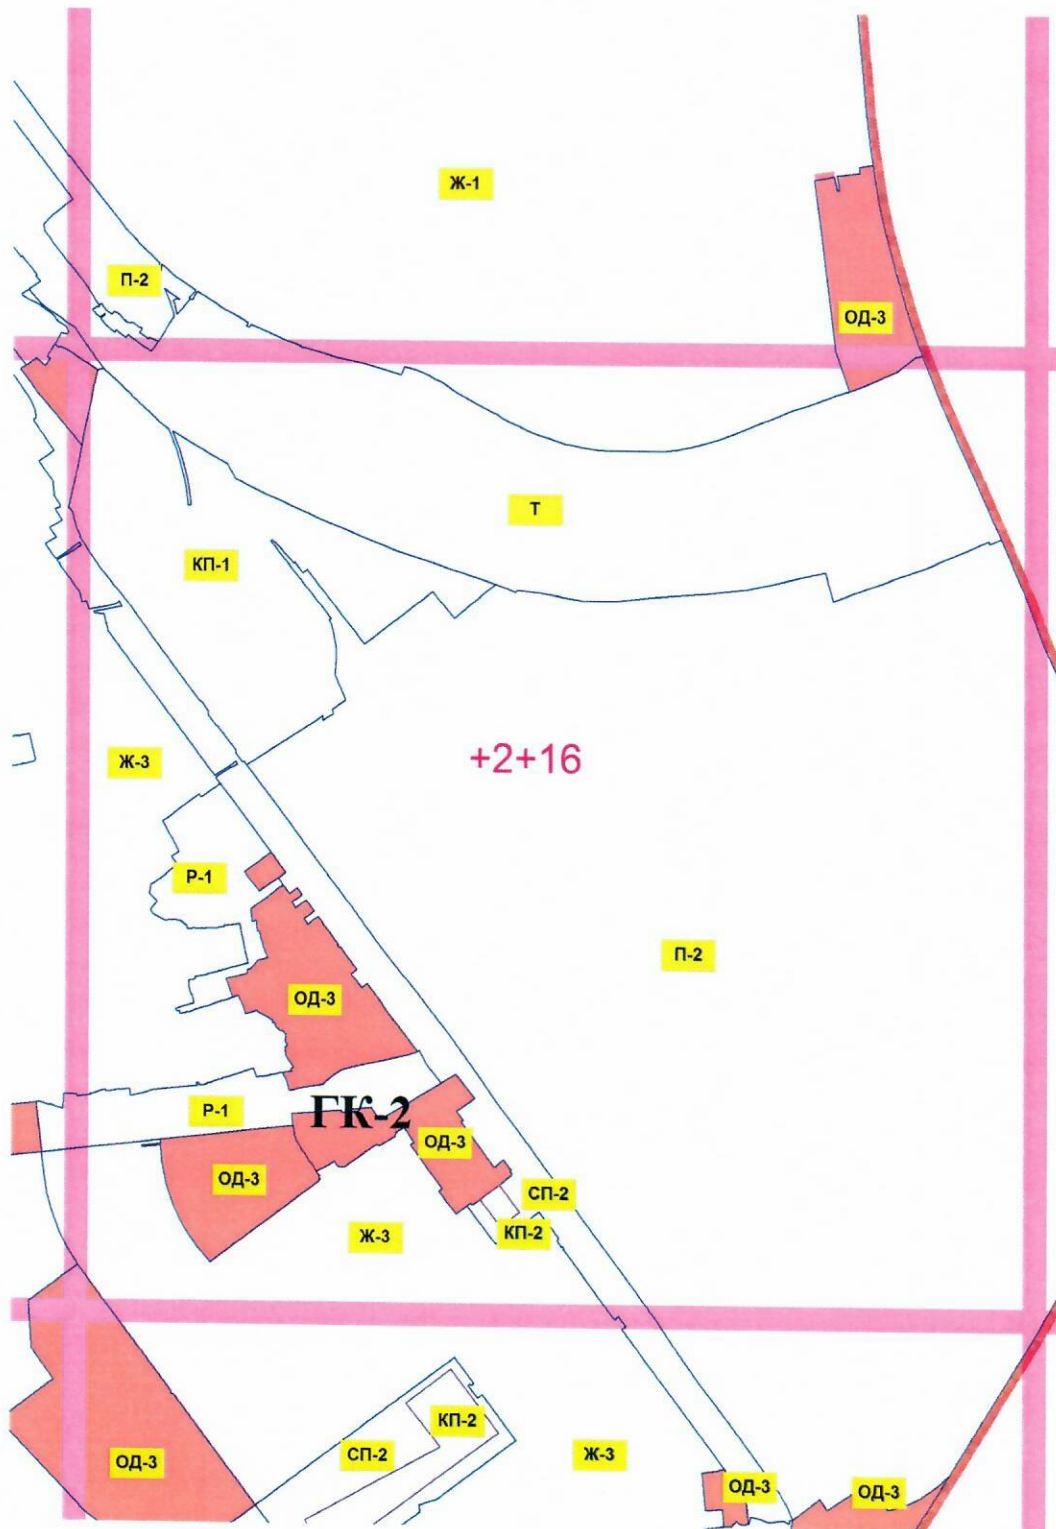 Ж-1
П-2
ОД-3
Т
КП-1
+2+16
Ж-3
Р-1
П-2
ОД-3
ГК-2
Р-1
ОД-3
ОД-3
СП-2
КП-2
Ж-3
КП-2
СП-2
Ж-3
ОД-3
ОД-3
ОД-3